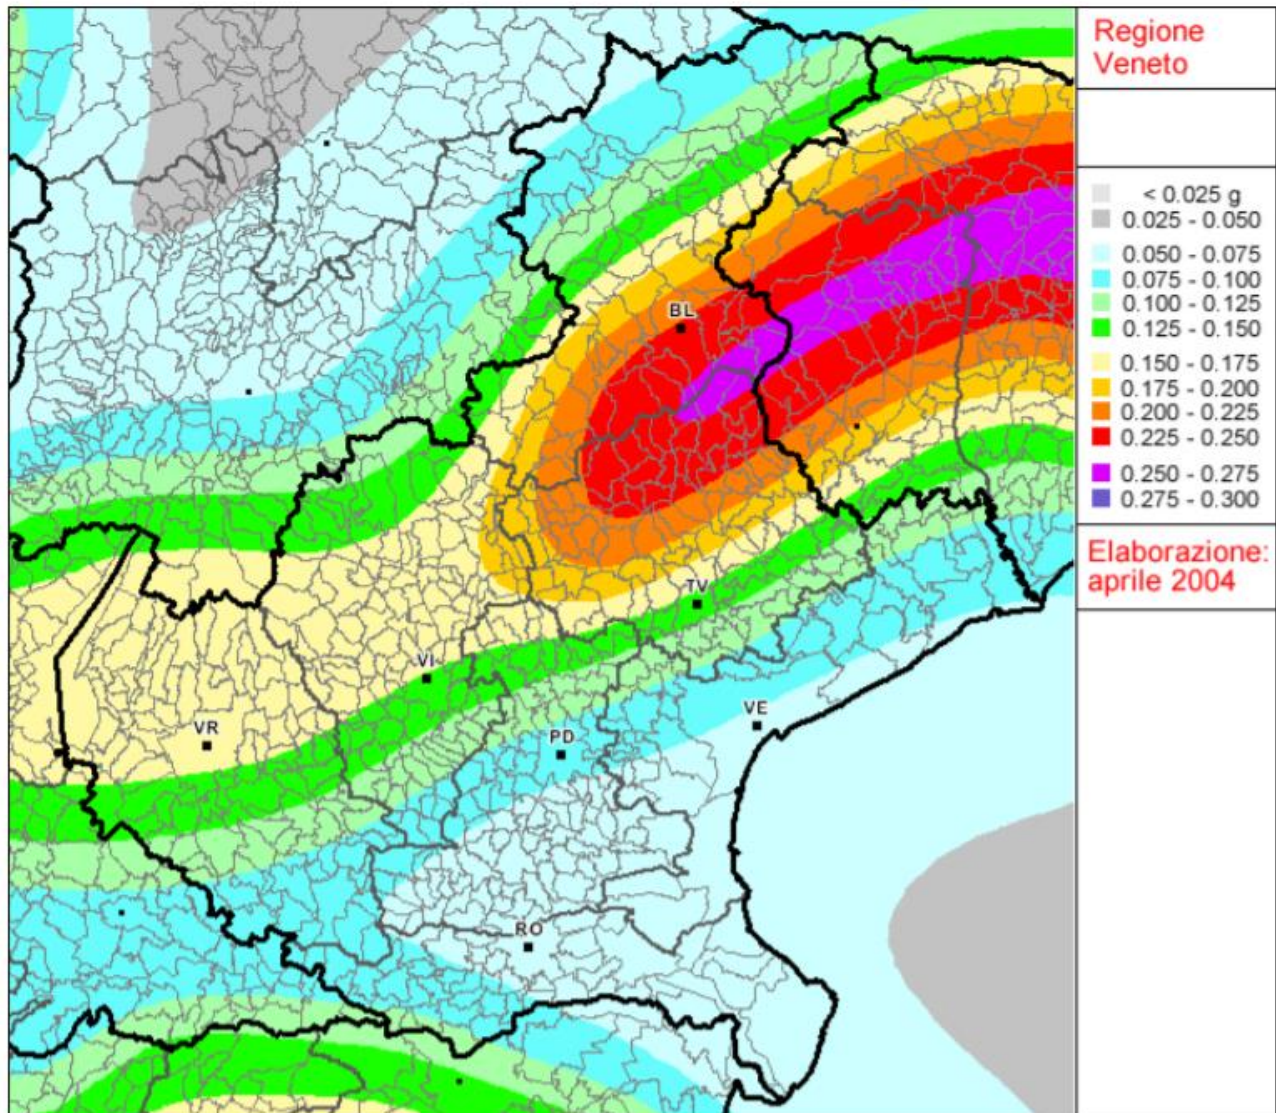 Regione
Veneto
< 0.025 g
0.025 - 0.050
0.050 - 0.075
0.075 - 0.100
0.100 - 0.125
0.125 - 0.150
0.150 - 0.175
0.175 - 0.200
0.200 - 0.225
0.225 - 0.250
0.250 - 0.275
0.275 - 0.300
Elaborazione:
aprile 2004
BL
TV
VI
VE
VR
PD
RO